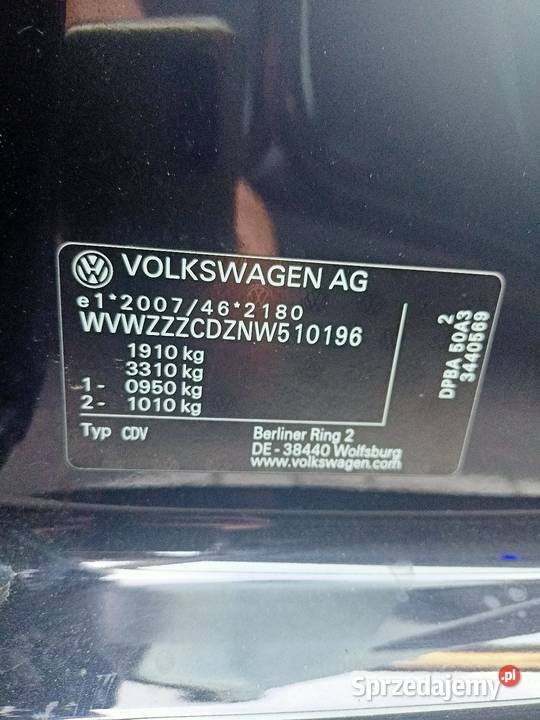 VOLKSWAGEN AG
e1*2007/46*2180
WVWZZZCDZNW510196
1910 kg
3310 kg
1- 0950 kg
2- 1010 kg
Typ CDV
Berliner Ring 2
DE - 38440 Wolfsburg
www.volkswagen.com
2
DPBA 50A3
3440569
Sprzedajemy.pl